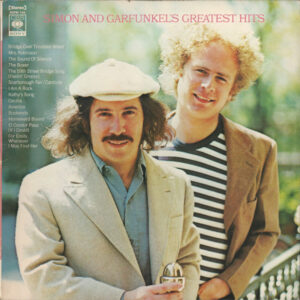 [Stereo]
SIMON AND GARFUNKEL'S GREATEST HITS
SONY
Bridge Over Troubled Water
Mrs. Robinson
The Sound Of Silence
The Boxer
The 59th Street Bridge Song
(Feelin' Groovy)
Scarborough Fair/Canticle
I Am A Rock
Kathy's Song
Cecilia
America
Bookends
Homeward Bound
El Condor Pasa
(If I Could)
For Emily,
Whenever
I May Find Her